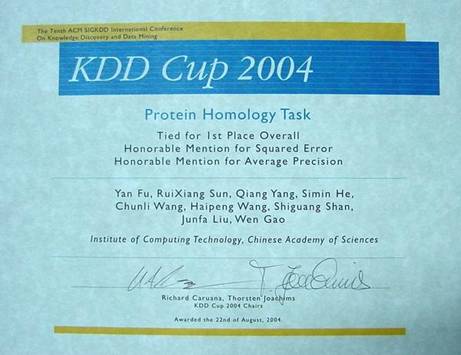 The Tenth ACM SIGKDD International Conference
On Knowledge Discovery and Data Mining
KDD Cup 2004
Protein Homology Task
Tied for 1st Place Overall
Honorable Mention for Squared Error
Honorable Mention for Average Precision
Yan Fu, RuiXiang Sun, Qiang Yang, Simin He,
Chunli Wang, Haipeng Wang, Shiguang Shan,
Junfa Liu, Wen Gao
Institute of Computing Technology, Chinese Academy of Sciences
Richard Caruana, Thorsten Joachims
KDD Cup 2004 Chairs
Awarded the 22nd of August, 2004.